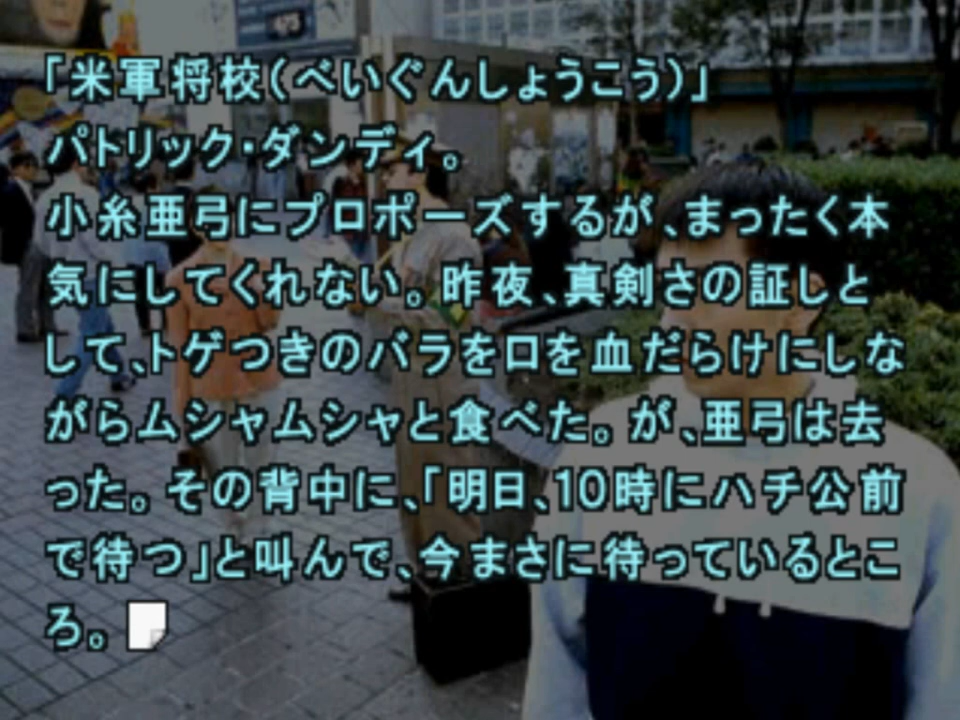 「米軍将校（べいぐんしょうこう）」
パトリック・ダンディ。
小糸亜弓にプロポーズするが、まったく本
気にしてくれない。昨夜、真剣さの証しと
して、トゲつきのバラを口を血だらけにしな
がらムシャムシャと食べた。が、亜弓は去
った。その背中に、「明日、10時にハチ公前
で待つ」と叫んで、今まさに待っているとこ
ろ。